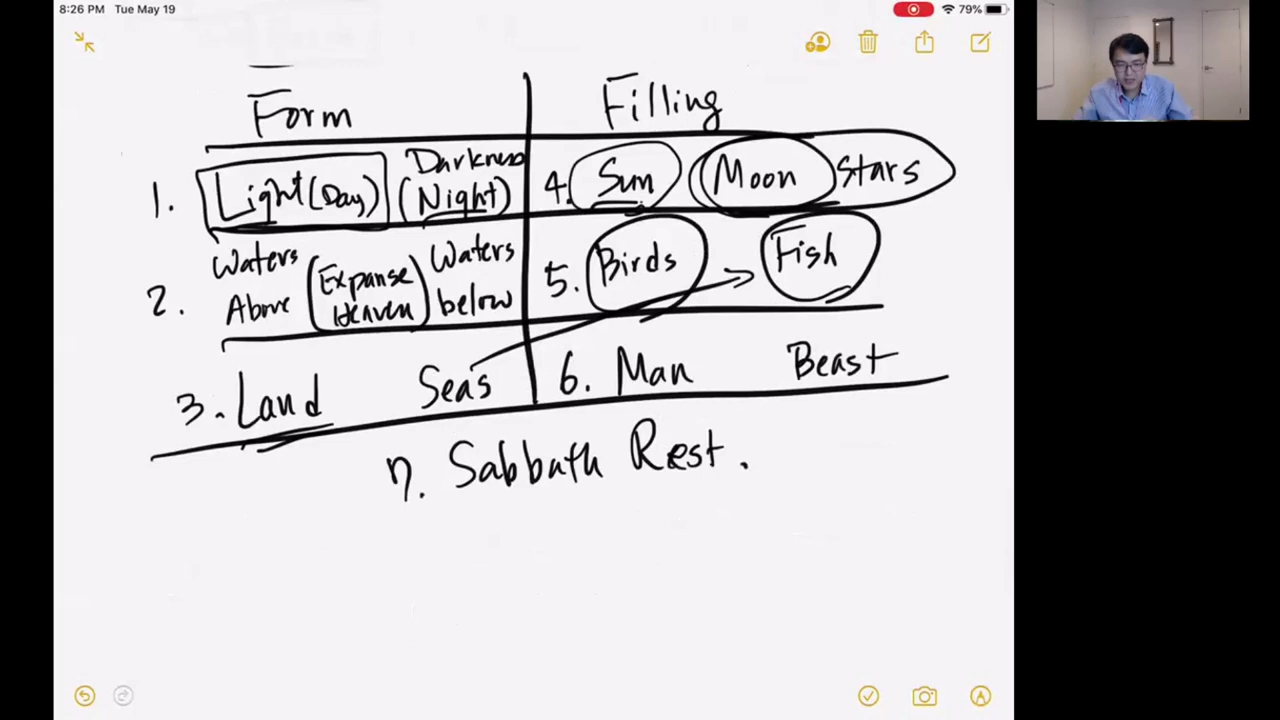 8:26 PM Tue May 19 79%
Form Filling
1. Light (Day) Darkness (Night) 4. Sun Moon Stars
2. Waters Above (Expanse Heaven) Waters below 5. Birds Fish
3. Land Seas 6. Man Beast
7. Sabbath Rest.